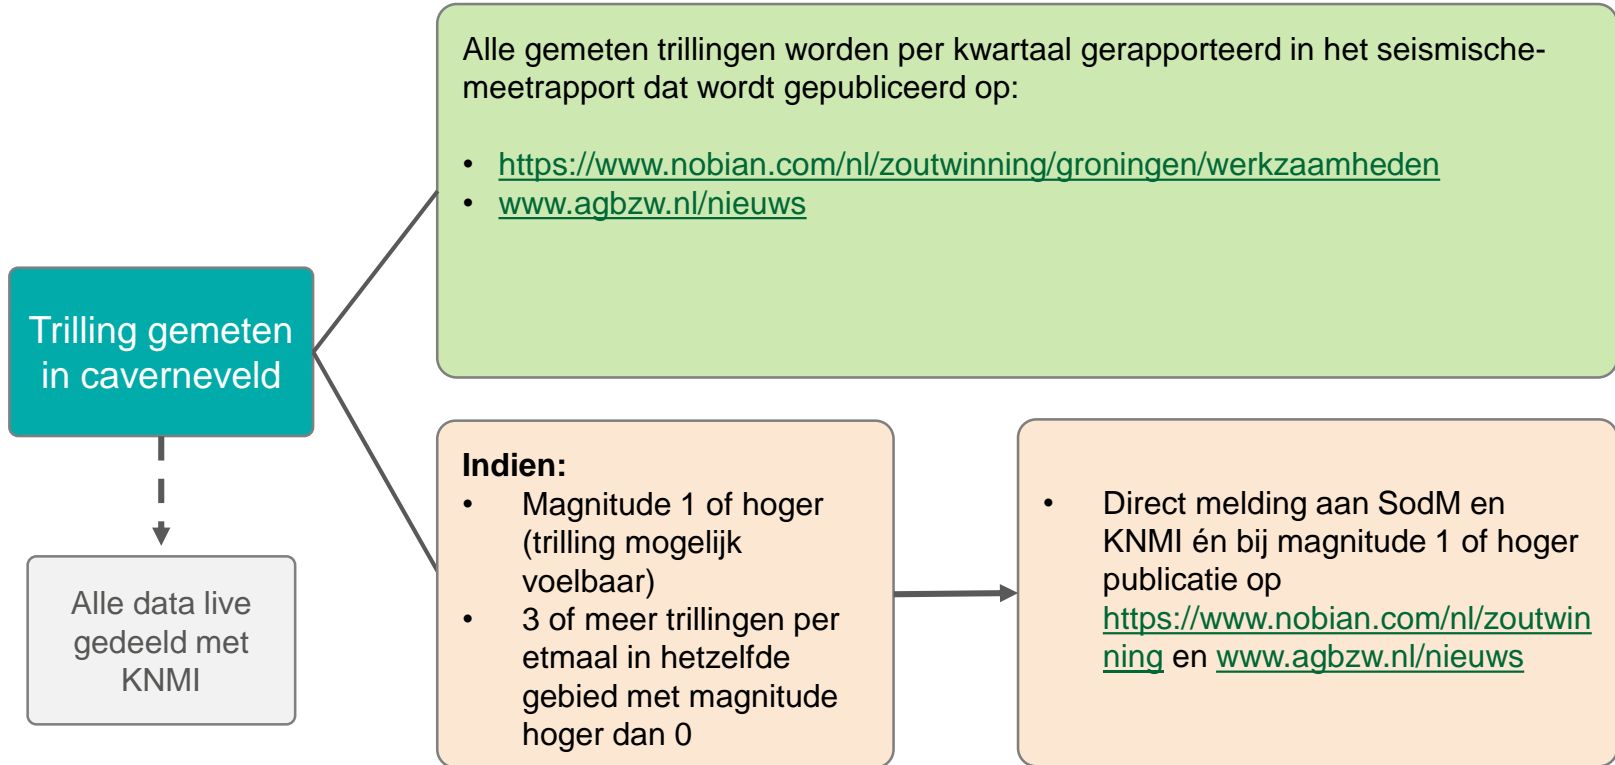 Alle gemeten trillingen worden per kwartaal gerapporteerd in het seismische-
meetrapport dat wordt gepubliceerd op:
• https://www.nobian.com/nl/zoutwinning/groningen/werkzaamheden
• www.agbzw.nl/nieuws
Trilling gemeten
in caverneveld
Alle data live
gedeeld met
KNMI
Indien:
• Magnitude 1 of hoger
(trilling mogelijk
voelbaar)
• 3 of meer trillingen per
etmaal in hetzelfde
gebied met magnitude
hoger dan 0
• Direct melding aan SodM en
KNMI én bij magnitude 1 of hoger
publicatie op
https://www.nobian.com/nl/zoutwin
ning en www.agbzw.nl/nieuws